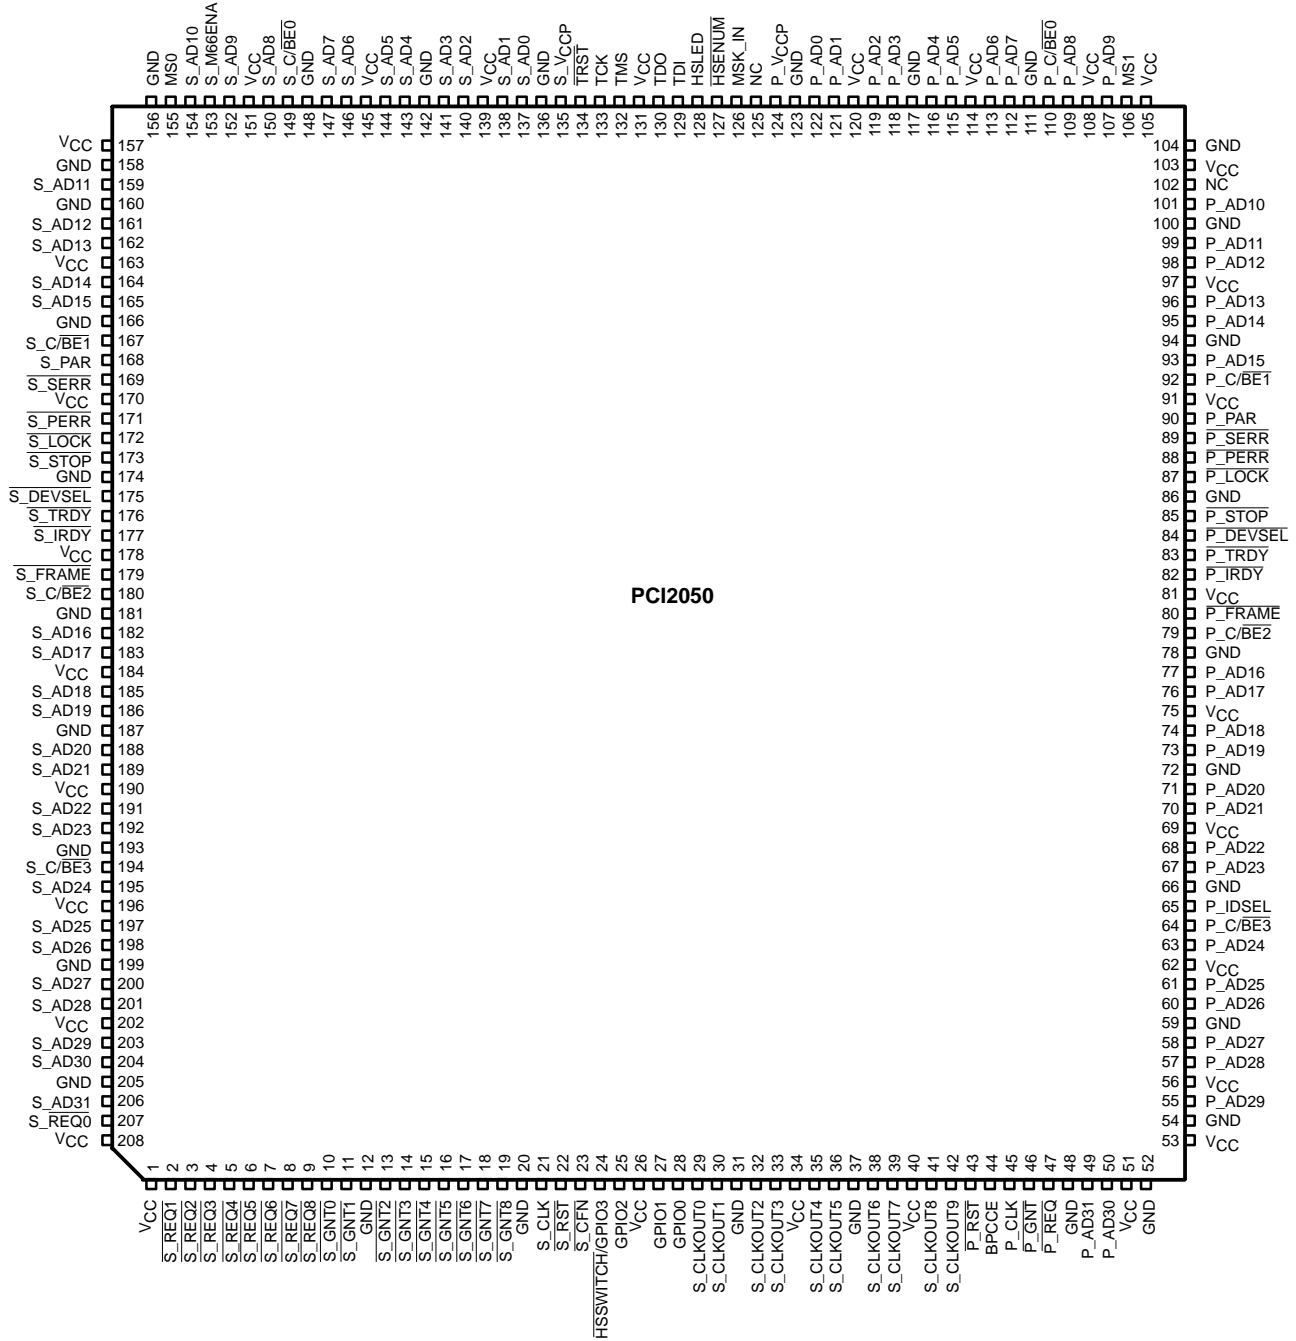 GND MS0 S_AD10 S_M66ENA S_AD9 VCC S_AD8 S_C/BE0 GND S_AD7 S_AD6 VCC S_AD5 S_AD4 GND S_AD3 S_AD2 VCC S_AD1 S_AD0 GND S_VCCP TRST TCK TMS VCC TDO TDI HSLED HSENUM MSK_IN NC P_VCCP GND P_AD0 P_AD1 VCC P_AD2 P_AD3 GND P_AD4 P_AD5 VCC P_AD6 P_AD7 GND P_C/BE0 P_AD8 VCC P_AD9 MS1 VCC
156 155 154 153 152 151 150 149 148 147 146 145 144 143 142 141 140 139 138 137 136 135 134 133 132 131 130 129 128 127 126 125 124 123 122 121 120 119 118 117 116 115 114 113 112 111 110 109 108 107 106 105
VCC 157 104 GND
GND 158 103 VCC
S_AD11 159 102 NC
GND 160 101 P_AD10
S_AD12 161 100 GND
S_AD13 162 99 P_AD11
VCC 163 98 P_AD12
S_AD14 164 97 VCC
S_AD15 165 96 P_AD13
GND 166 95 P_AD14
S_C/BE1 167 94 GND
S_PAR 168 93 P_AD15
S_SERR 169 92 P_C/BE1
VCC 170 91 VCC
S_PERR 171 90 P_PAR
S_LOCK 172 89 P_SERR
S_STOP 173 88 P_PERR
GND 174 87 P_LOCK
S_DEVSEL 175 86 GND
S_TRDY 176 85 P_STOP
S_IRDY 177 84 P_DEVSEL
VCC 178 83 P_TRDY
S_FRAME 179 82 P_IRDY
S_C/BE2 180 81 VCC
PCI2050
GND 181 80 P_FRAME
S_AD16 182 79 P_C/BE2
S_AD17 183 78 GND
VCC 184 77 P_AD16
S_AD18 185 76 P_AD17
S_AD19 186 75 VCC
GND 187 74 P_AD18
S_AD20 188 73 P_AD19
S_AD21 189 72 GND
VCC 190 71 P_AD20
S_AD22 191 70 P_AD21
S_AD23 192 69 VCC
GND 193 68 P_AD22
S_C/BE3 194 67 P_AD23
S_AD24 195 66 GND
VCC 196 65 P_IDSEL
S_AD25 197 64 P_C/BE3
S_AD26 198 63 P_AD24
GND 199 62 VCC
S_AD27 200 61 P_AD25
S_AD28 201 60 P_AD26
VCC 202 59 GND
S_AD29 203 58 P_AD27
S_AD30 204 57 P_AD28
GND 205 56 VCC
S_AD31 206 55 P_AD29
S_REQ0 207 54 GND
VCC 208 53 VCC
1 2 3 4 5 6 7 8 9 10 11 12 13 14 15 16 17 18 19 20 21 22 23 24 25 26 27 28 29 30 31 32 33 34 35 36 37 38 39 40 41 42 43 44 45 46 47 48 49 50 51 52
VCC S_REQ1 S_REQ2 S_REQ3 S_REQ4 S_REQ5 S_REQ6 S_REQ7 S_REQ8 S_GNT0 S_GNT1 GND S_GNT2 S_GNT3 S_GNT4 S_GNT5 S_GNT6 S_GNT7 S_GNT8 GND S_CLK S_RST S_CFN HSSWITCH/GPIO3 GPIO2 VCC GPIO1 GPIO0 S_CLKOUT0 S_CLKOUT1 GND S_CLKOUT2 S_CLKOUT3 VCC S_CLKOUT4 S_CLKOUT5 GND S_CLKOUT6 S_CLKOUT7 VCC S_CLKOUT8 S_CLKOUT9 P_RST BPCCE P_CLK P_GNT P_REQ GND P_AD31 P_AD30 VCC GND